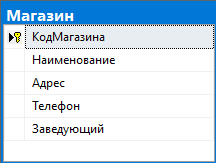 Магазин
КодМагазина
Наименование
Адрес
Телефон
Заведующий